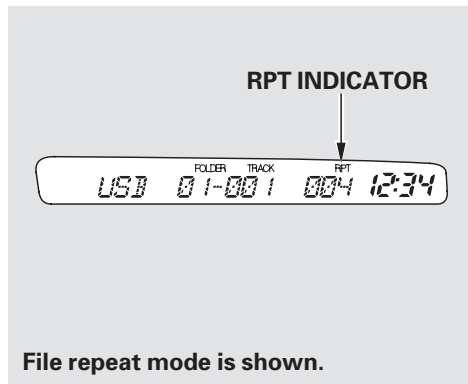 RPT INDICATOR
FOLDER TRACK RPT
USB 01-001 004 12:34
File repeat mode is shown.